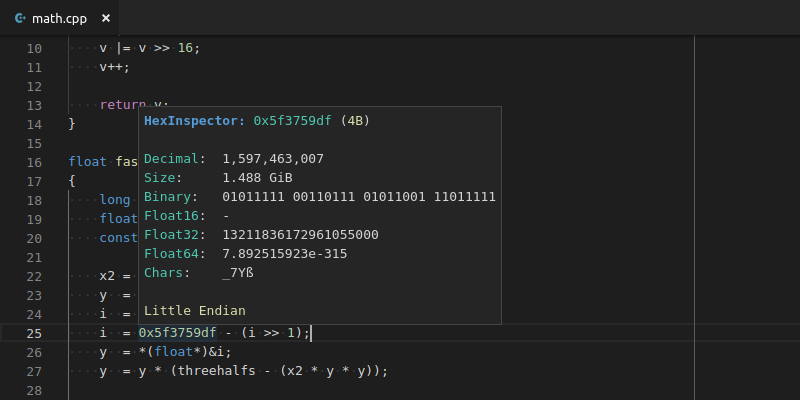 math.cpp ×
10 v |= v >> 16;
11 v++;
12
13 return v;
14 }
15
16 float fas
17 {
18 long
19 float
20 const
21
22 x2 =
23 y =
24 i =
25 i = 0x5f3759df - (i >> 1);
26 y = *(float*)&i;
27 y = y * (threehalfs - (x2 * y * y));
28
HexInspector: 0x5f3759df (4B)
Decimal: 1,597,463,007
Size: 1.488 GiB
Binary: 01011111 00110111 01011001 11011111
Float16: -
Float32: 13211836172961055000
Float64: 7.892515923e-315
Chars: _7Yß
Little Endian